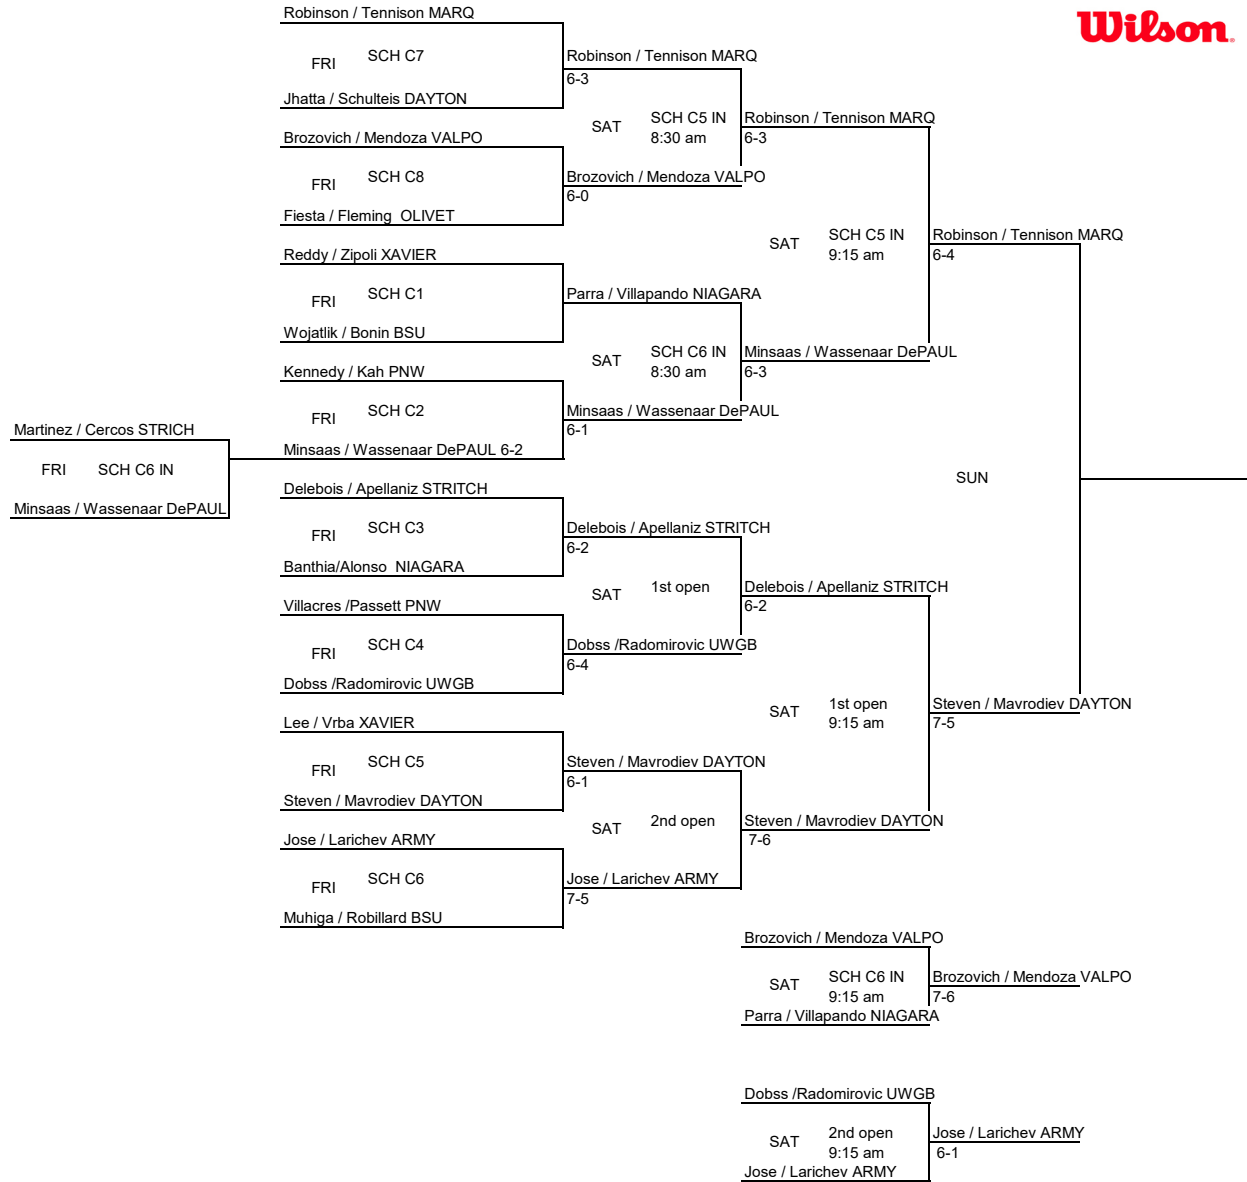 Robinson / Tennison MARQ
Wilson.
FRI SCH C7
Robinson / Tennison MARQ
6-3
Jhatta / Schulteis DAYTON
SAT SCH C5 IN
8:30 am
Robinson / Tennison MARQ
6-3
Brozovich / Mendoza VALPO
FRI SCH C8
Brozovich / Mendoza VALPO
6-0
Fiesta / Fleming OLIVET
SAT SCH C5 IN
9:15 am
Robinson / Tennison MARQ
6-4
Reddy / Zipoli XAVIER
FRI SCH C1
Parra / Villapando NIAGARA
Wojatlik / Bonin BSU
SAT SCH C6 IN
8:30 am
Minsaas / Wassenaar DePAUL
6-3
Kennedy / Kah PNW
FRI SCH C2
Minsaas / Wassenaar DePAUL
6-1
Martinez / Cercos STRICH
FRI SCH C6 IN
Minsaas / Wassenaar DePAUL
Minsaas / Wassenaar DePAUL 6-2
SUN
Delebois / Apellaniz STRITCH
FRI SCH C3
Delebois / Apellaniz STRITCH
6-2
Banthia/Alonso NIAGARA
SAT 1st open
Delebois / Apellaniz STRITCH
6-2
Villacres /Passett PNW
FRI SCH C4
Dobss /Radomirovic UWGB
6-4
Dobss /Radomirovic UWGB
SAT 1st open
9:15 am
Steven / Mavrodiev DAYTON
7-5
Lee / Vrba XAVIER
FRI SCH C5
Steven / Mavrodiev DAYTON
6-1
Steven / Mavrodiev DAYTON
SAT 2nd open
Steven / Mavrodiev DAYTON
7-6
Jose / Larichev ARMY
FRI SCH C6
Jose / Larichev ARMY
7-5
Muhiga / Robillard BSU
Brozovich / Mendoza VALPO
SAT SCH C6 IN
9:15 am
Brozovich / Mendoza VALPO
7-6
Parra / Villapando NIAGARA
Dobss /Radomirovic UWGB
SAT 2nd open
9:15 am
Jose / Larichev ARMY
6-1
Jose / Larichev ARMY